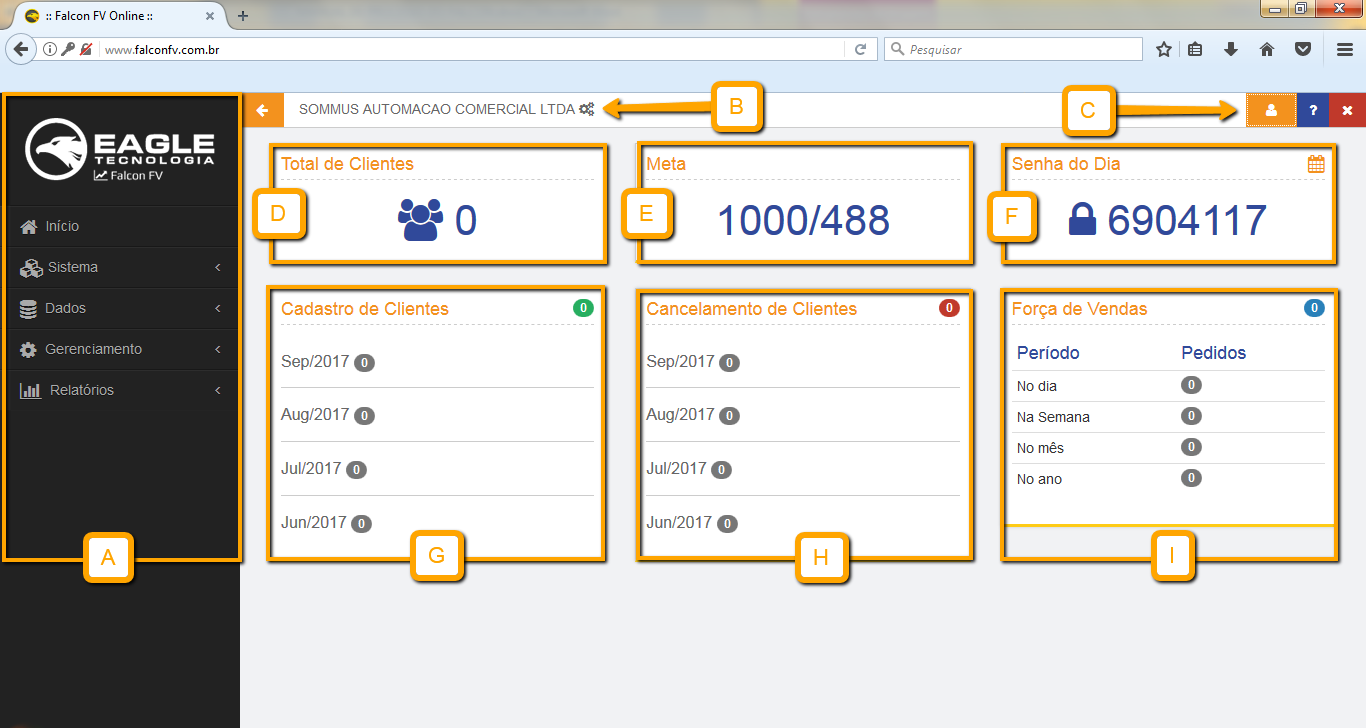 :: Falcon FV Online ::
www.falconfv.com.br
Pesquisar
EAGLE
TECNOLOGIA
Falcon FV
Início
Sistema
Dados
Gerenciamento
Relatórios
A
SOMMUS AUTOMACAO COMERCIAL LTDA
B
C
?
Total de Clientes
0
D
Meta
1000/488
E
Senha do Dia
6904117
F
Cadastro de Clientes 0
Sep/2017 0
Aug/2017 0
Jul/2017 0
Jun/2017 0
G
Cancelamento de Clientes 0
Sep/2017 0
Aug/2017 0
Jul/2017 0
Jun/2017 0
H
Força de Vendas 0
Período Pedidos
No dia 0
Na Semana 0
No mês 0
No ano 0
I